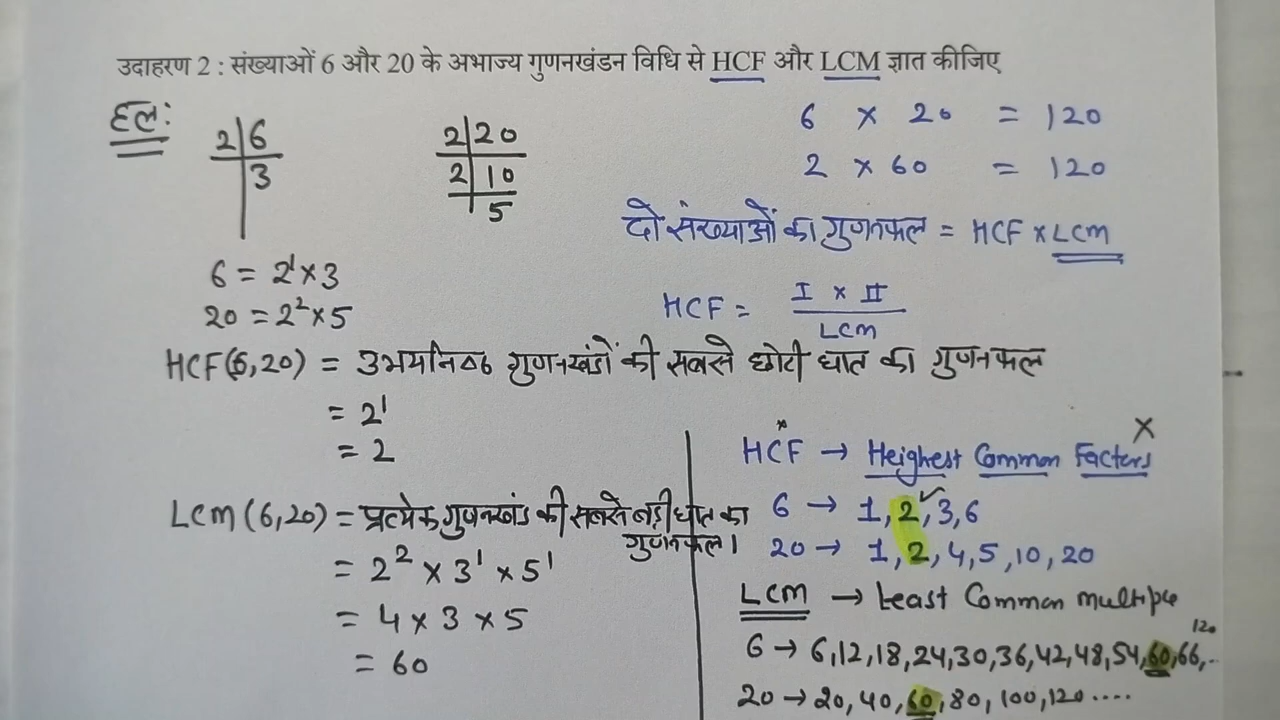 उदाहरण 2 : संख्याओं 6 और 20 के अभाज्य गुणनखंडन विधि से HCF और LCM ज्ञात कीजिए
हल:
2|6
3
2|20
2|10
5
6 = 2¹×3
20 = 2²×5
6 × 20 = 120
2 × 60 = 120
दो संख्याओं का गुणनफल = HCF × LCM
HCF = I × II
LCM
HCF(6,20) = उभयनिष्ठ गुणनखंडों की सबसे छोटी घात का गुणनफल
= 2¹
= 2
LCM (6,20) = प्रत्येक गुणनखंड की सबसे बड़ी घात का
गुणनफल।
= 2² × 3¹ × 5¹
= 4 × 3 × 5
= 60
HCF → Heighest Common Factors
6 → 1, 2, 3, 6
20 → 1, 2, 4, 5, 10, 20
LCM → Least Common multiple
120
6 → 6, 12, 18, 24, 30, 36, 42, 48, 54, 60, 66, ..
20 → 20, 40, 60, 80, 100, 120 ....